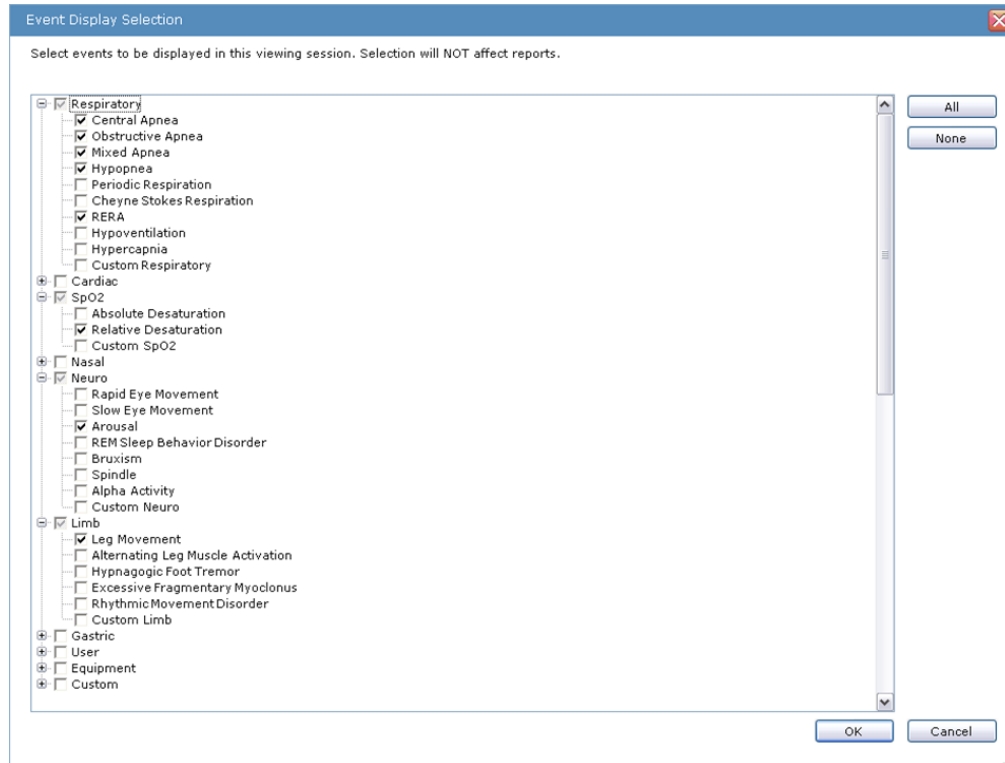 Event Display Selection
Select events to be displayed in this viewing session. Selection will NOT affect reports.
Respiratory
Central Apnea
Obstructive Apnea
Mixed Apnea
Hypopnea
Periodic Respiration
Cheyne Stokes Respiration
RERA
Hypoventilation
Hypercapnia
Custom Respiratory
Cardiac
SpO2
Absolute Desaturation
Relative Desaturation
Custom SpO2
Nasal
Neuro
Rapid Eye Movement
Slow Eye Movement
Arousal
REM Sleep Behavior Disorder
Bruxism
Spindle
Alpha Activity
Custom Neuro
Limb
Leg Movement
Alternating Leg Muscle Activation
Hypnagogic Foot Tremor
Excessive Fragmentary Myoclonus
Rhythmic Movement Disorder
Custom Limb
Gastric
User
Equipment
Custom
All
None
OK
Cancel